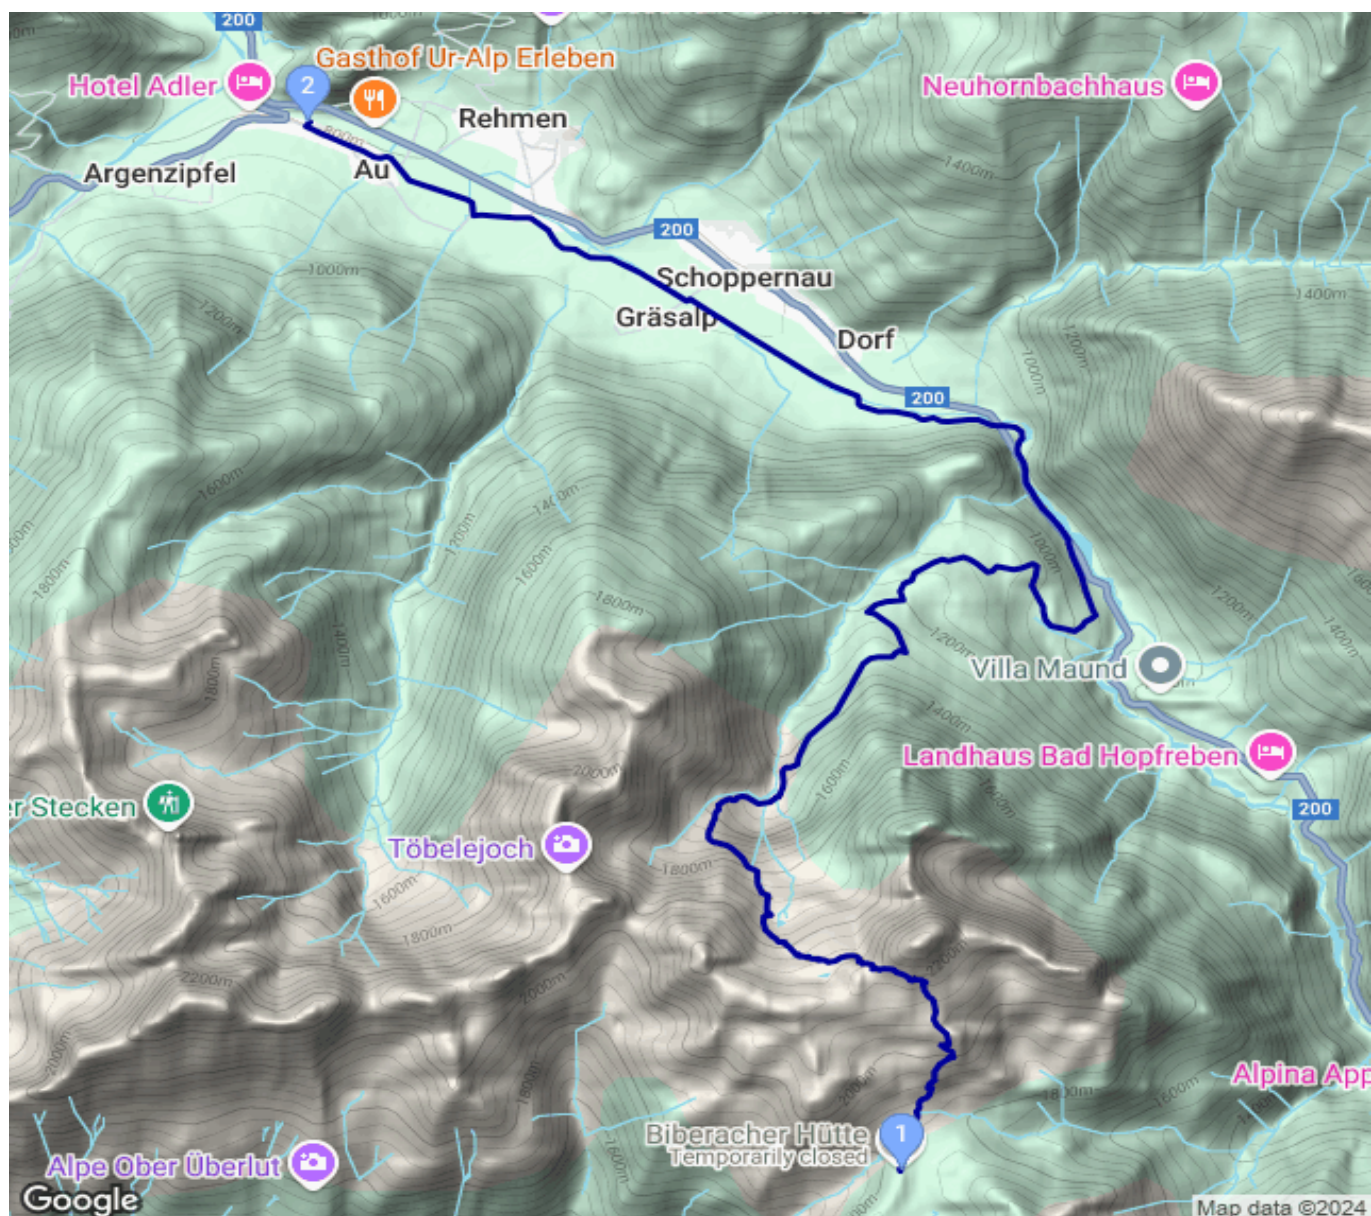 200
Gasthof Ur-Alp Erleben
Hotel Adler
2
Neuhornbachhaus
Rehmen
800m
1400m
Argenzipfel
Au
200
1000m
Schoppernau
1200m
1400m
Gräsalp
Dorf
1000m
1200m
200
1600m
1400m
1200m
1000m
1600m
1800m
1800m
1200m
1400m
1400m
1200m
1800m
Villa Maund
1400m
Landhaus Bad Hopfreben
2000m
1600m
1600m
er Stecken
200
Töbelejoch
1800m
1600m
1800m
2200m
2200m
2000m
2000m
2000m
Alpina App
1600m
Biberacher Hütte
1
Temporarily closed
Alpe Ober Überlut
Google
Map data ©2024